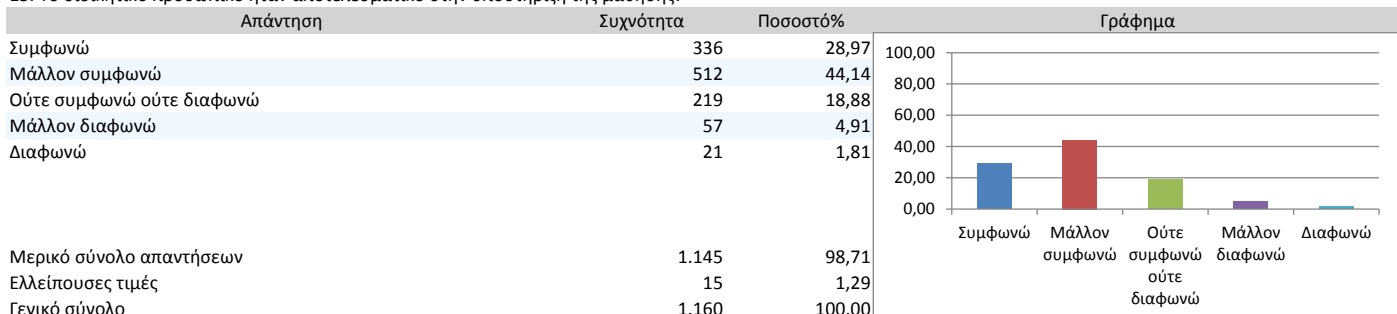 Απάντηση Συχνότητα Ποσοστό% Γράφημα
Συμφωνώ 336 28,97
Μάλλον συμφωνώ 512 44,14
Ούτε συμφωνώ ούτε διαφωνώ 219 18,88
Μάλλον διαφωνώ 57 4,91
Διαφωνώ 21 1,81
Μερικό σύνολο απαντήσεων 1.145 98,71
Ελλείπουσες τιμές 15 1,29
Γενικό σύνολο 1.160 100,00
100,00
80,00
60,00
40,00
20,00
0,00
Συμφωνώ Μάλλον Ούτε Μάλλον Διαφωνώ
συμφωνώ συμφωνώ διαφωνώ
ούτε
διαφωνώ